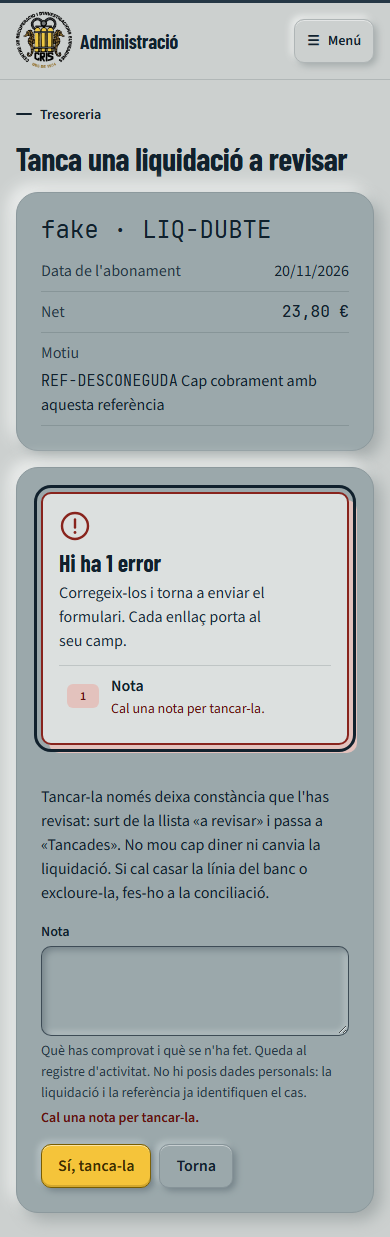 CRIS
Administració
☰ Menú
Tresoreria
Tanca una liquidació a revisar
fake · LIQ-DUBTE
Data de l'abonament 20/11/2026
Net 23,80 €
Motiu
REF-DESCONEGUDA Cap cobrament amb
aquesta referència
Hi ha 1 error
Corregeix-los i torna a enviar el
formulari. Cada enllaç porta al
seu camp.
1 Nota
Cal una nota per tancar-la.
Tancar-la només deixa constància que l'has
revisat: surt de la llista «a revisar» i passa a
«Tancades». No mou cap diner ni canvia la
liquidació. Si cal casar la línia del banc o
excloure-la, fes-ho a la conciliació.
Nota
Què has comprovat i què se n'ha fet. Queda al
registre d'activitat. No hi posis dades personals: la
liquidació i la referència ja identifiquen el cas.
Cal una nota per tancar-la.
Sí, tanca-la Torna